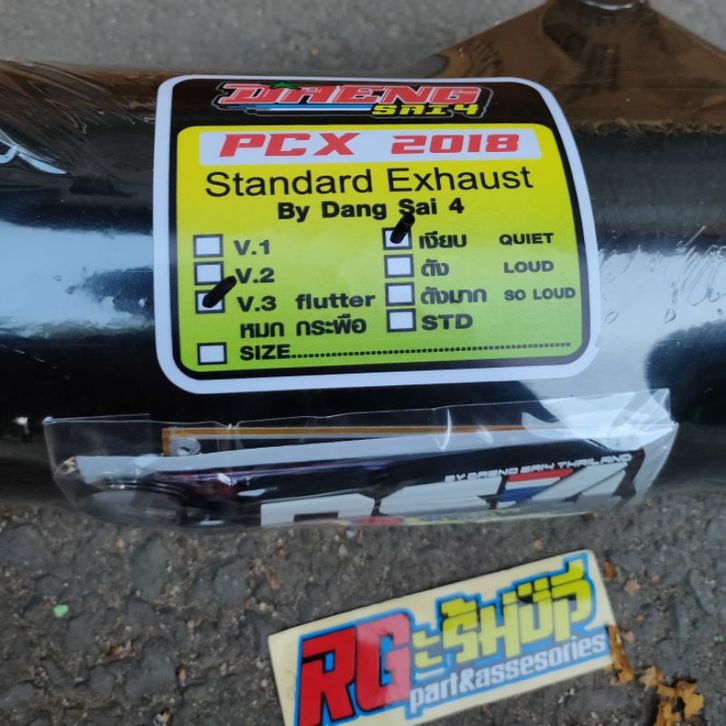 DAENG
SAI4
PCX 2018
Standard Exhaust
By Dang Sai 4
V.1
V.2
V.3 flutter
หมก กระพือ
SIZE
เงียบ QUIET
ดัง LOUD
ดังมาก SO LOUD
STD
BY DAENG SAI4 THAILAND
RG
part&assesories